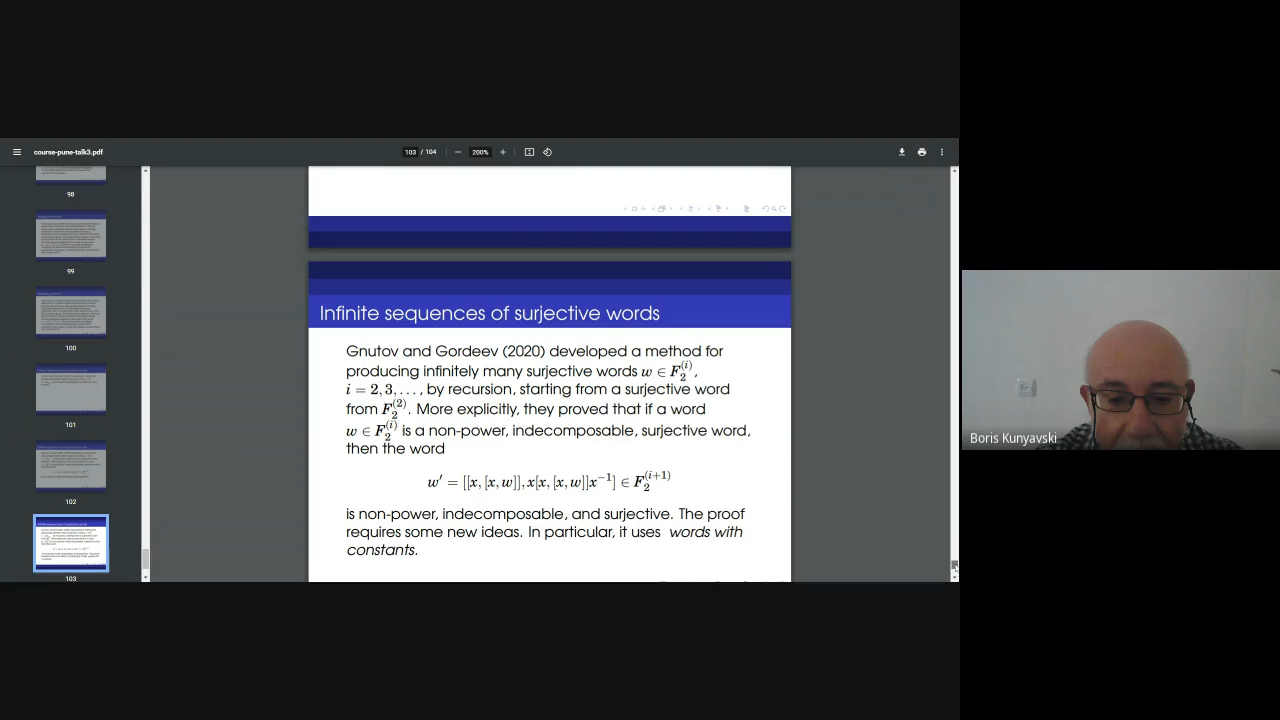 course-pune-talk3.pdf
103 / 104
200%
98
99
100
101
102
103
Infinite sequences of surjective words
Gnutov and Gordeev (2020) developed a method for
producing infinitely many surjective words w ∈ F₂⁽ⁱ⁾,
i = 2, 3, . . . , by recursion, starting from a surjective word
from F₂⁽²⁾. More explicitly, they proved that if a word
w ∈ F₂⁽ⁱ⁾ is a non-power, indecomposable, surjective word,
then the word
w′ = [[x, [x, w]], x[x, [x, w]]x⁻¹] ∈ F₂⁽ⁱ⁺¹⁾
is non-power, indecomposable, and surjective. The proof
requires some new ideas. In particular, it uses words with
constants.
Boris Kunyavski